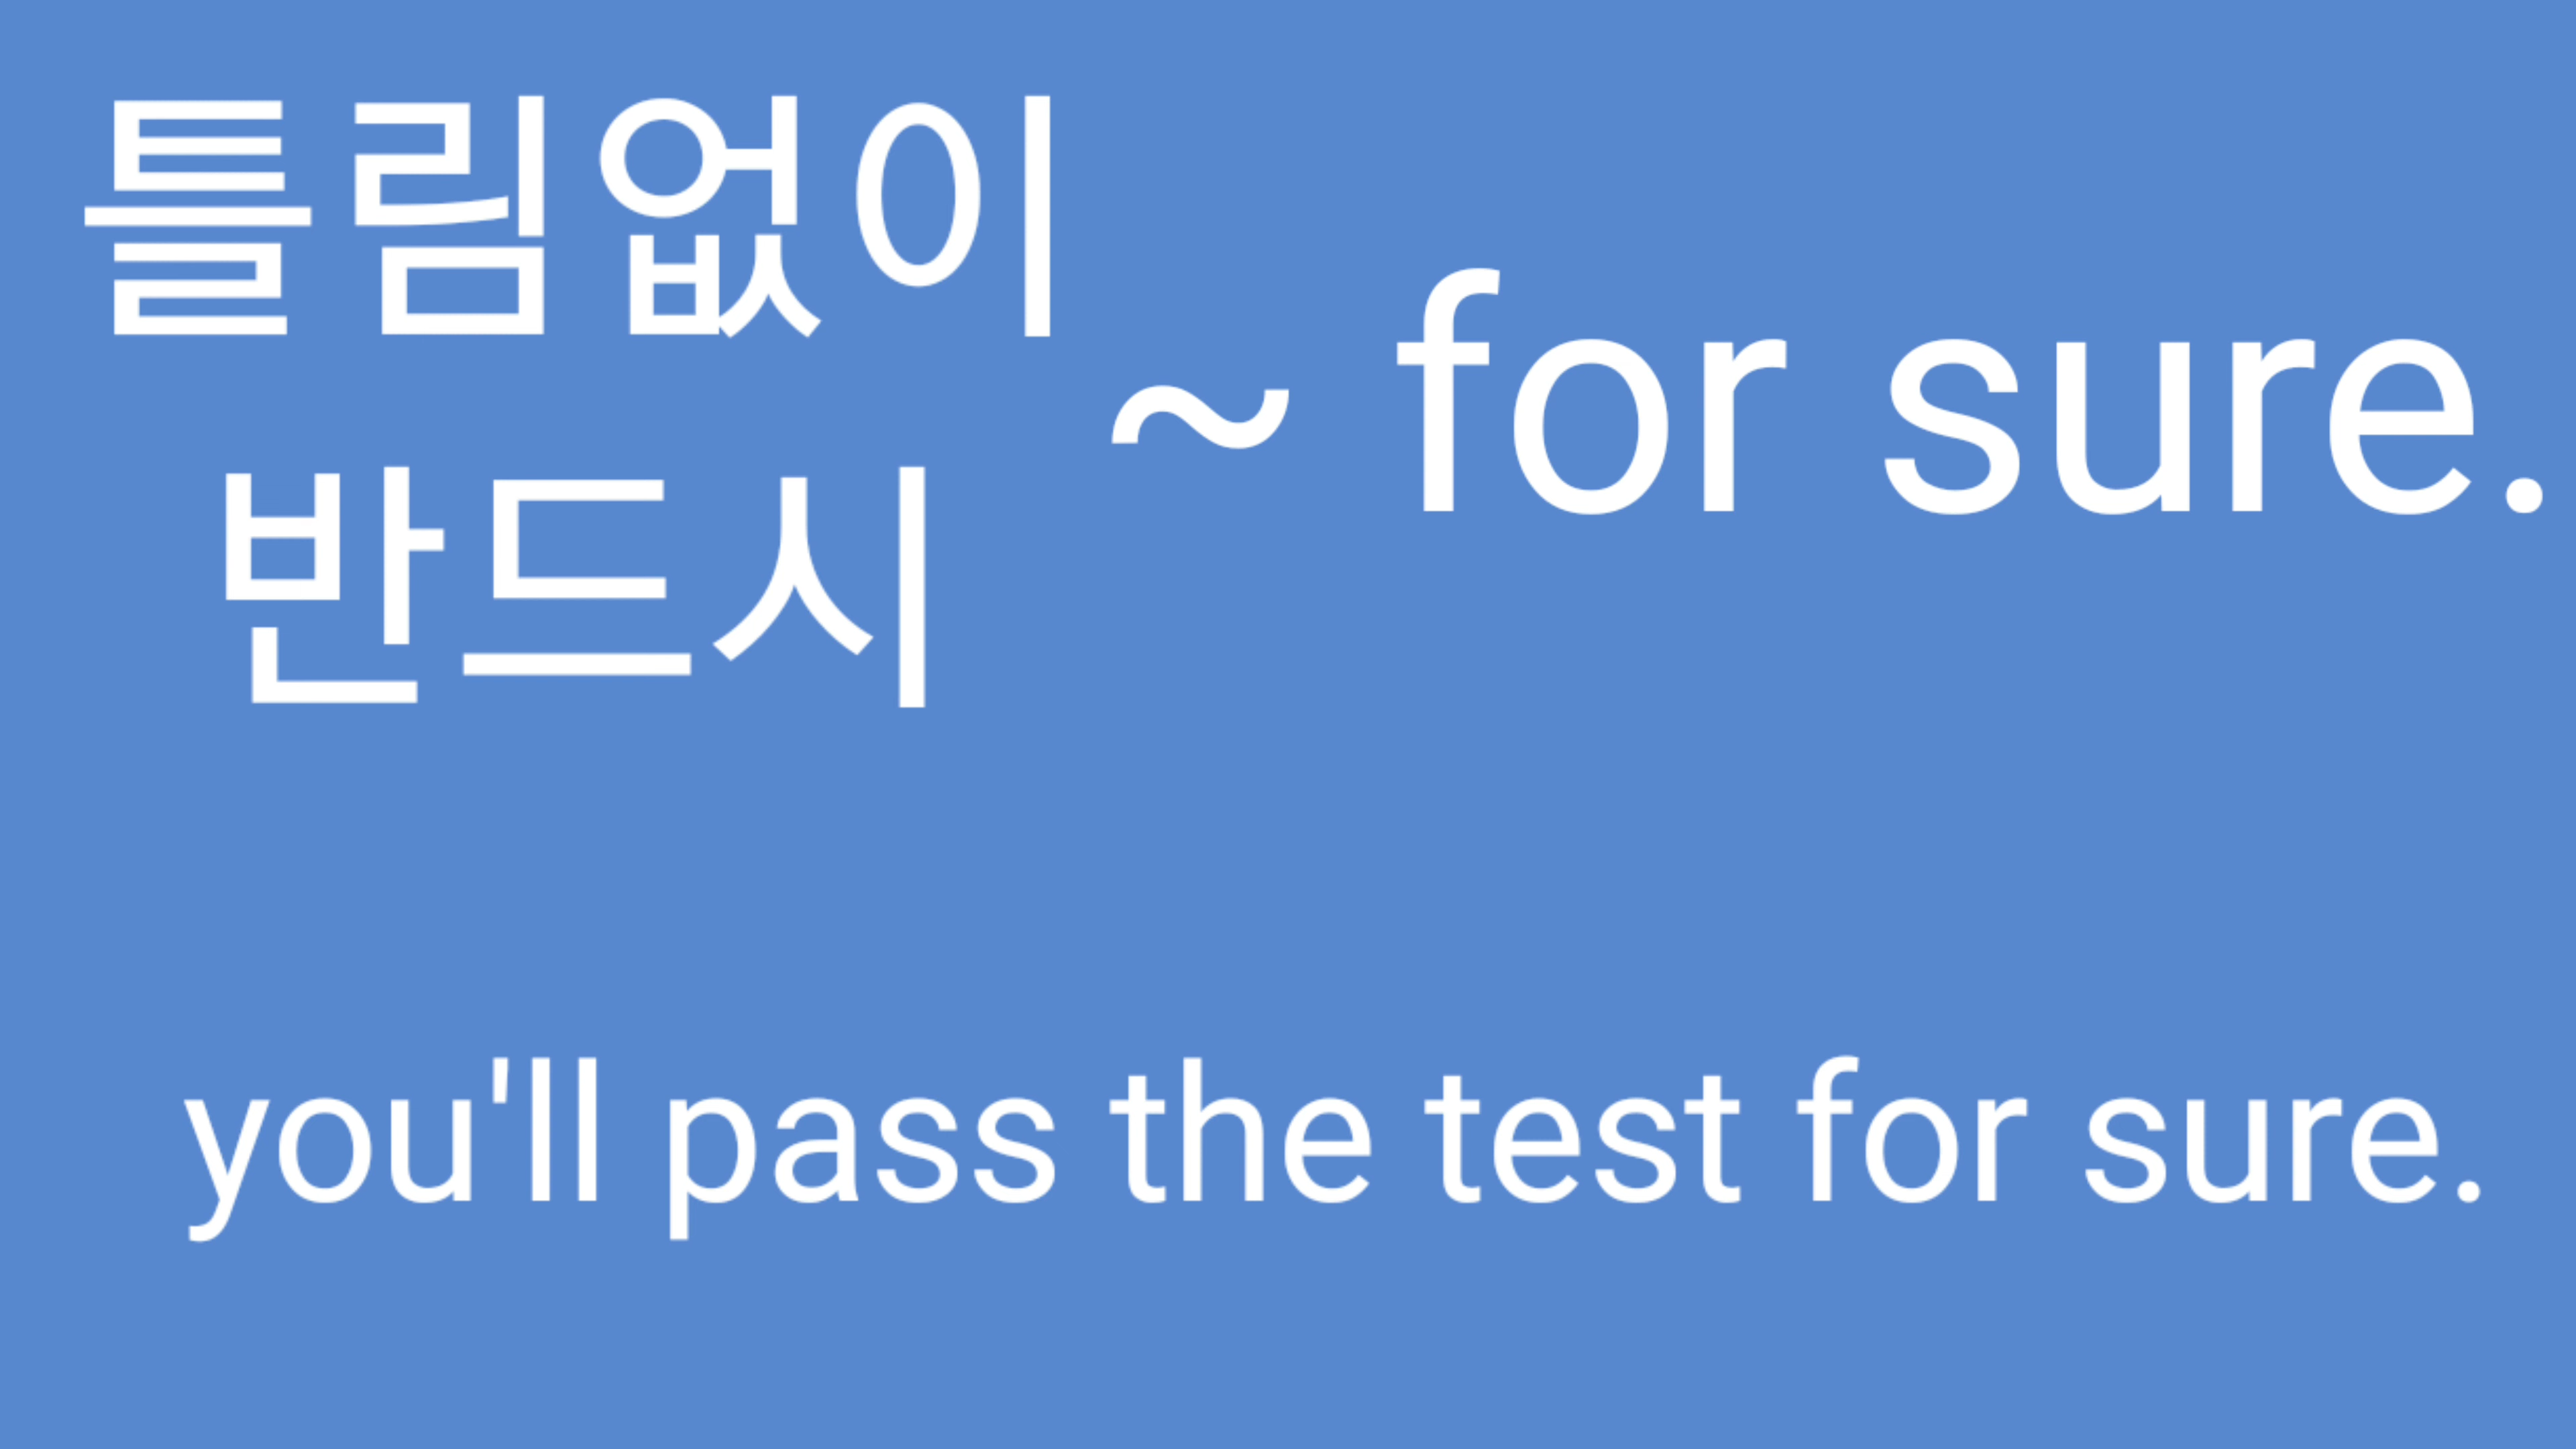 틀림없이
~ for sure.
반드시
you'll pass the test for sure.